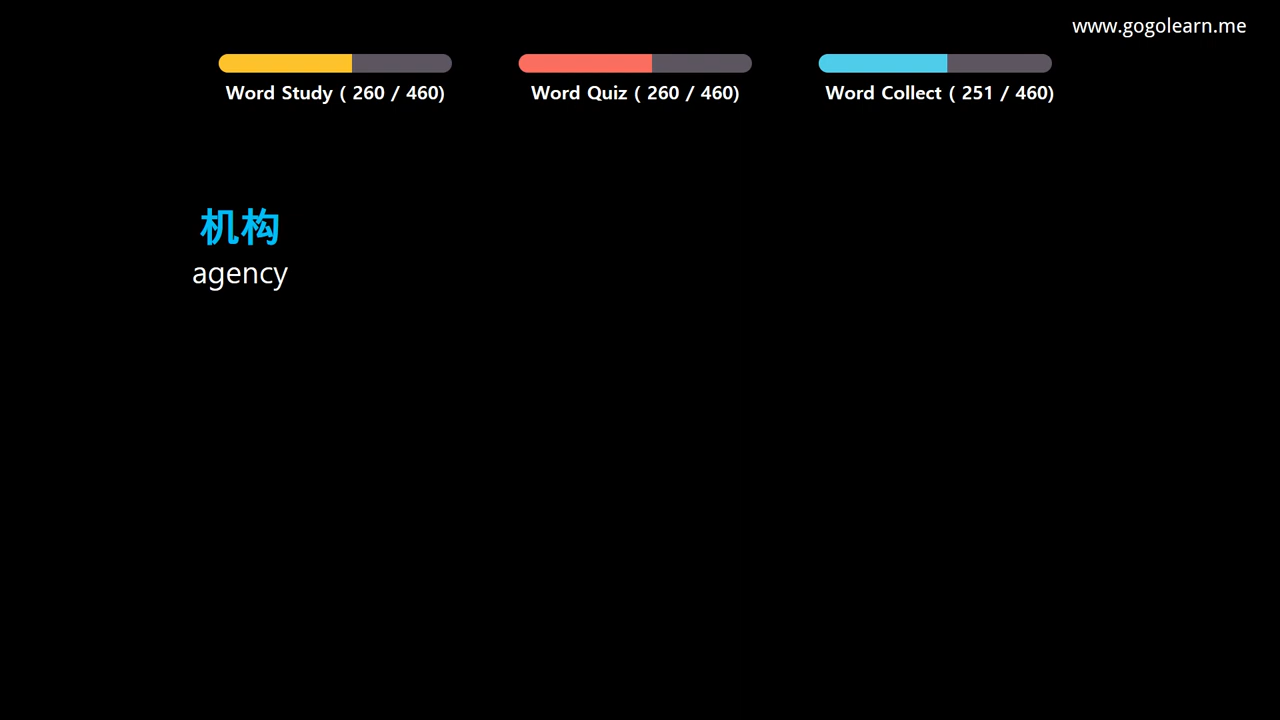 www.gogolearn.me
Word Study ( 260 / 460)
Word Quiz ( 260 / 460)
Word Collect ( 251 / 460)
机构
agency